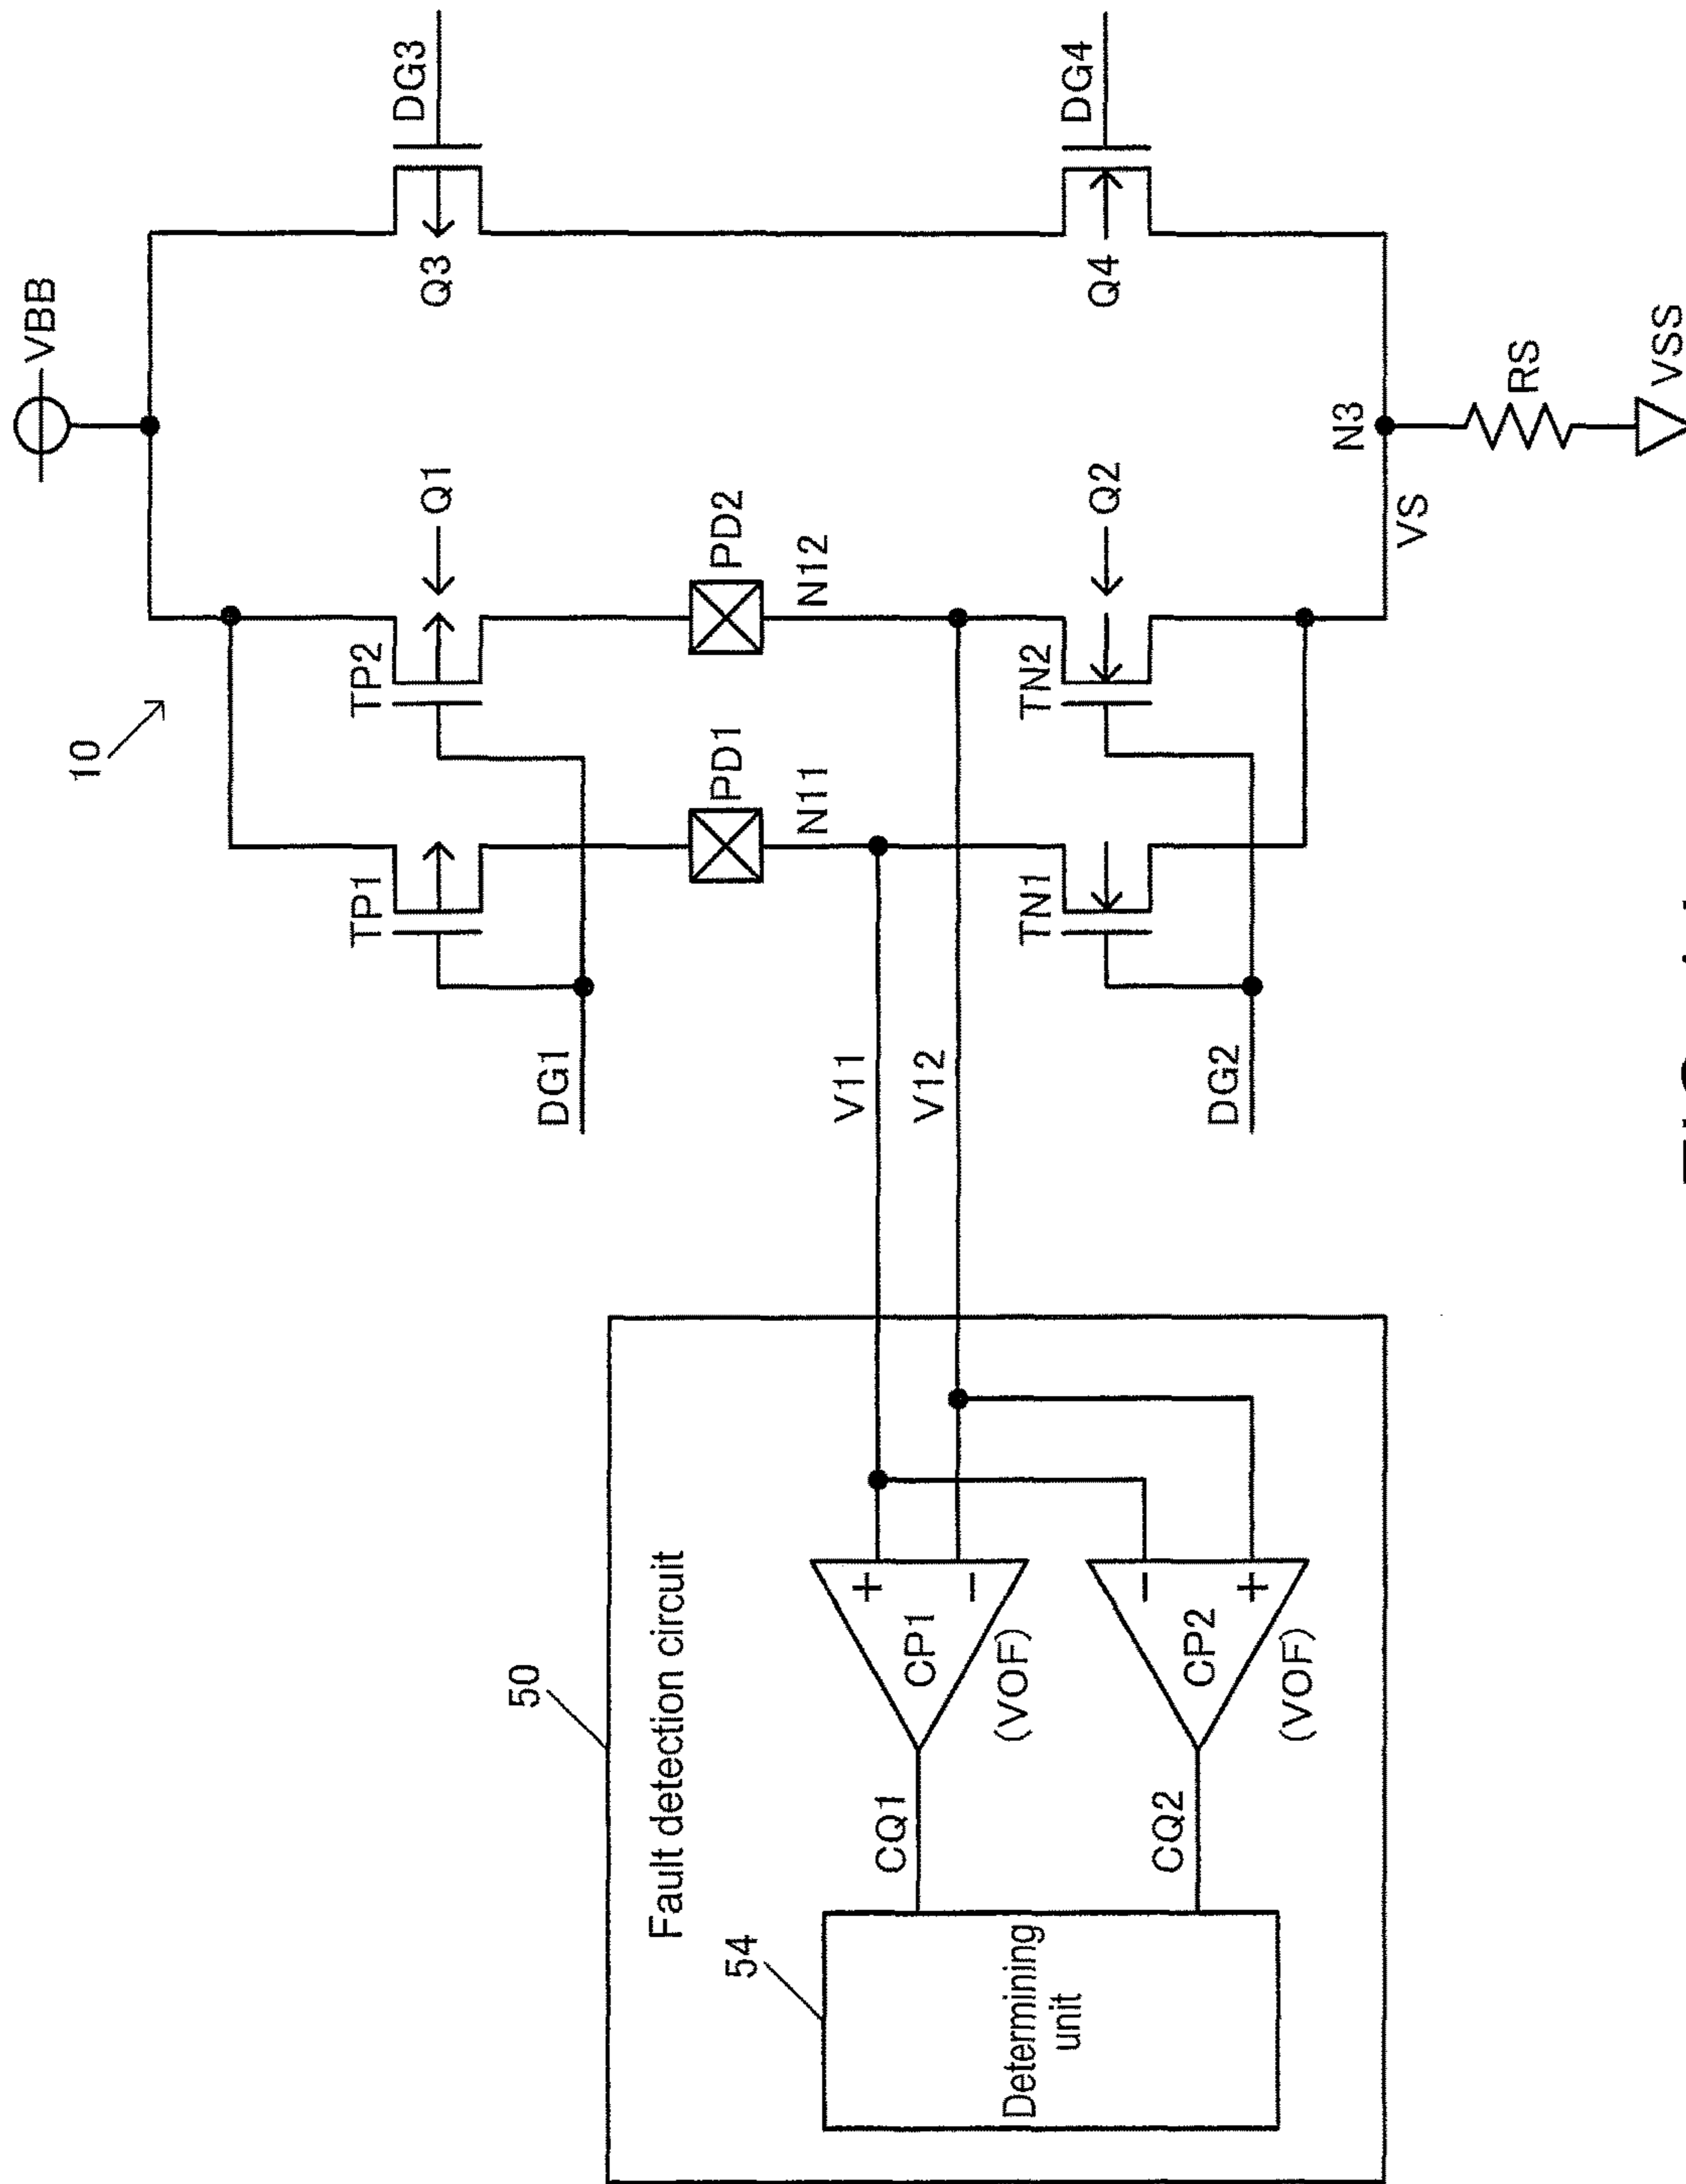 VBB
10
TP1
TP2
Q1
Q3
DG3
DG1
PD1
PD2
N11
N12
V11
V12
TN1
TN2
Q2
Q4
DG4
DG2
N3
VS
RS
VSS
50
Fault detection circuit
54
Determining
unit
CQ1
CQ2
+
−
CP1
(VOF)
−
+
CP2
(VOF)